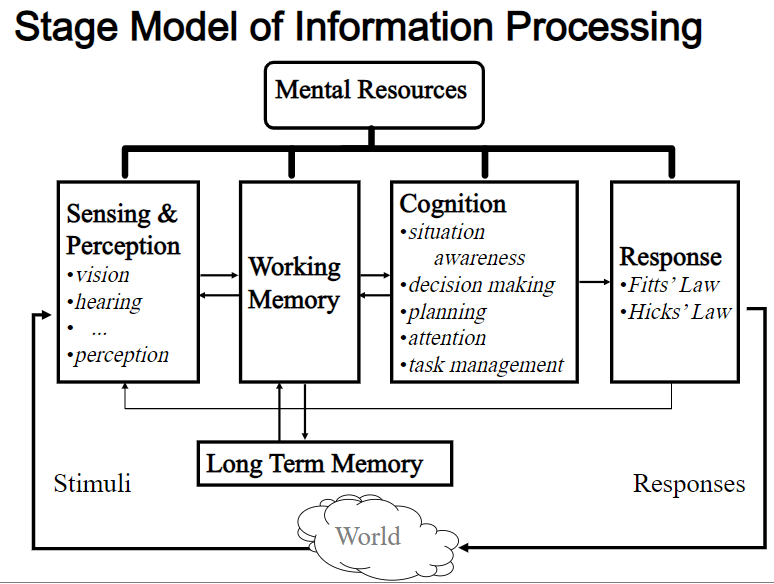 Stage Model of Information Processing
Mental Resources
Sensing &
Perception
•vision
•hearing
• ...
•perception
Working
Memory
Cognition
•situation
awareness
•decision making
•planning
•attention
•task management
Response
•Fitts’ Law
•Hicks’ Law
Long Term Memory
Stimuli
Responses
World